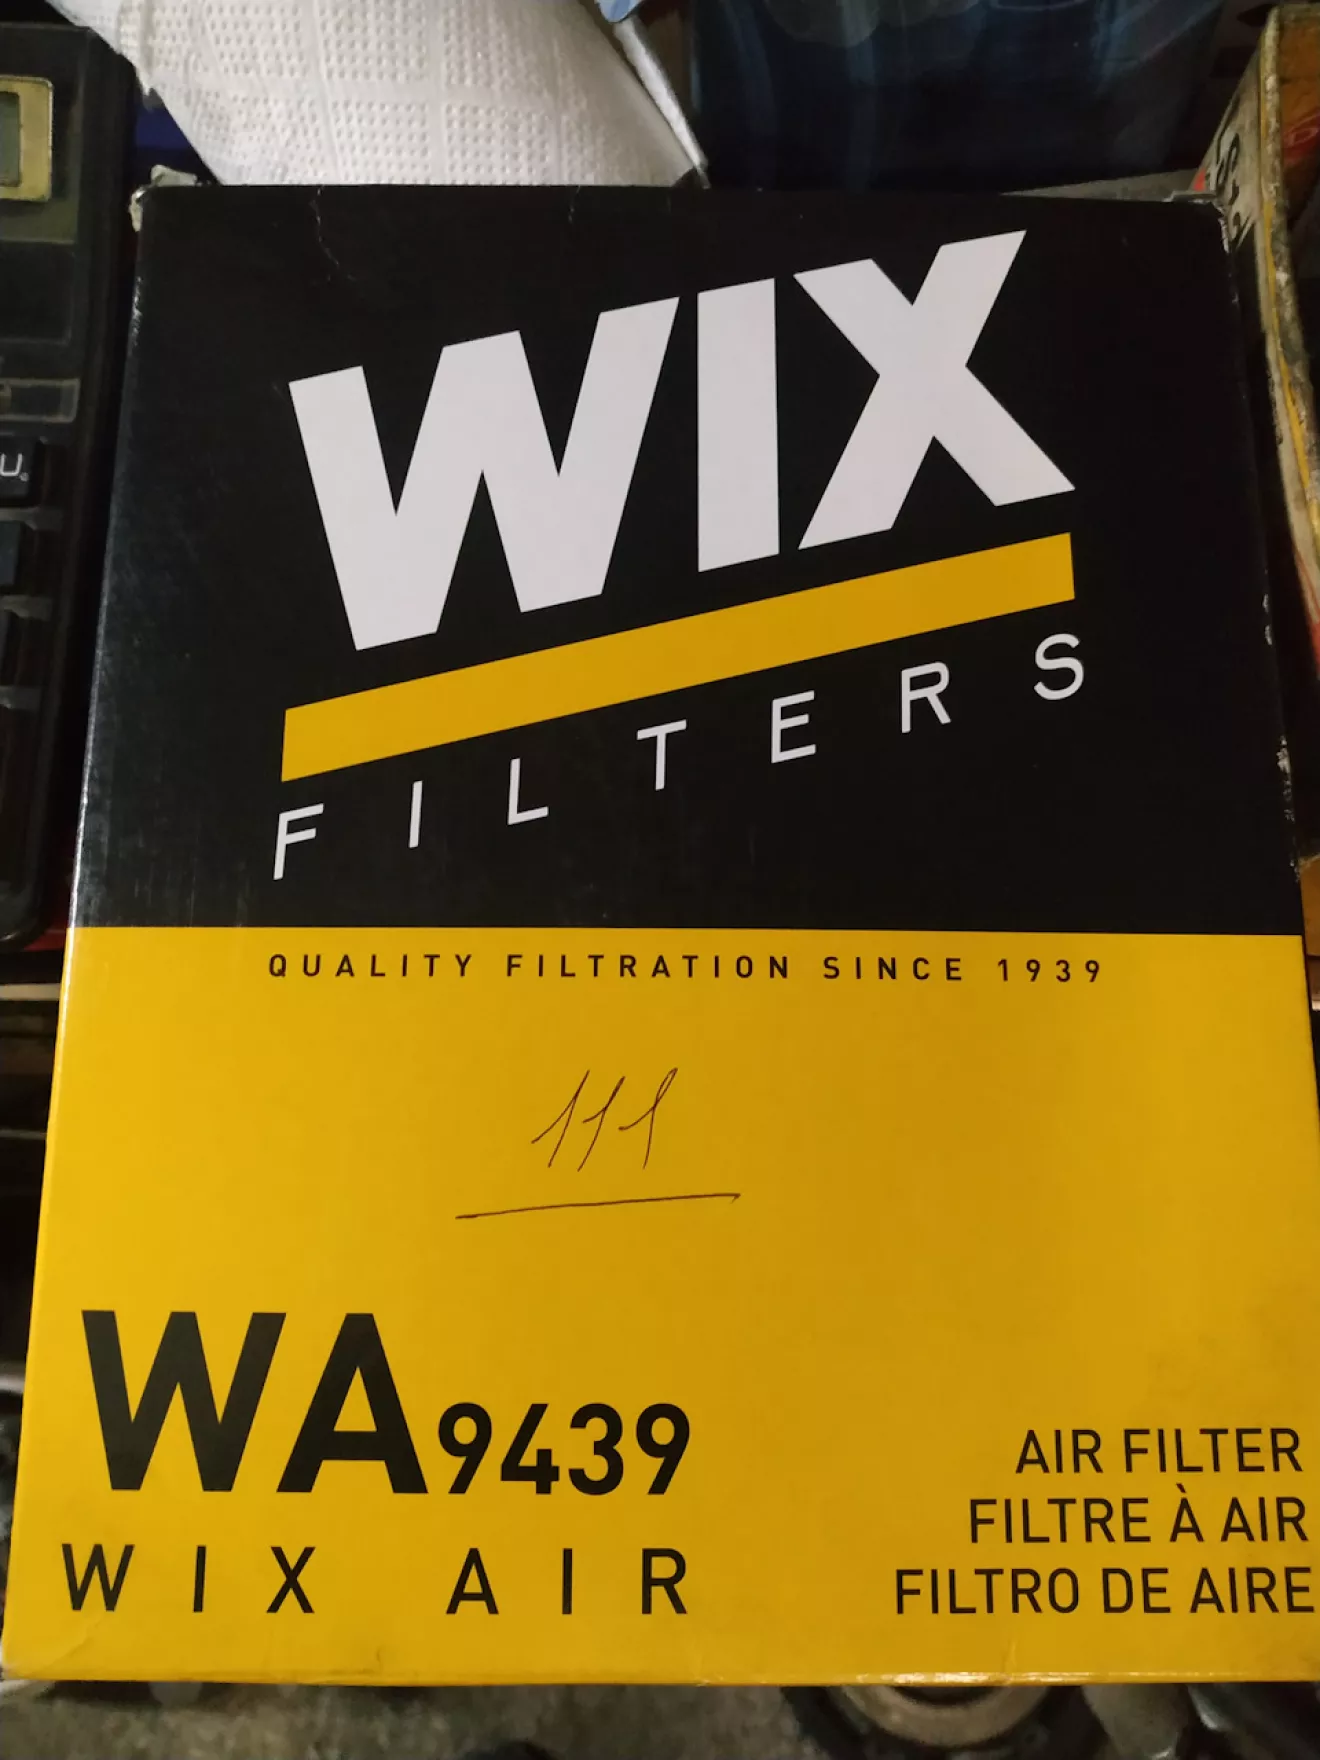 WIX
FILTERS
QUALITY FILTRATION SINCE 1939
111
WA9439
WIX AIR
AIR FILTER
FILTRE À AIR
FILTRO DE AIRE